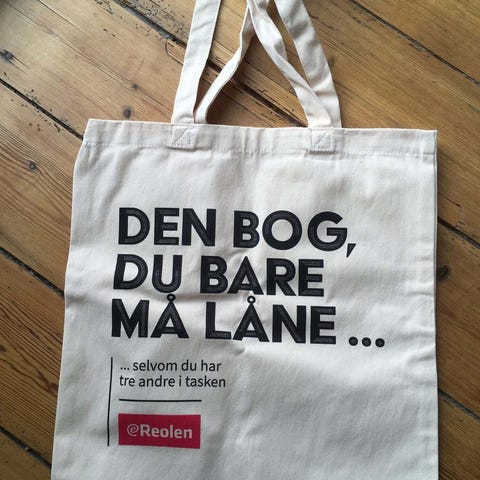 DEN BOG,
DU BARE
MÅ LÅNE ...
... selvom du har
tre andre i tasken
eReolen